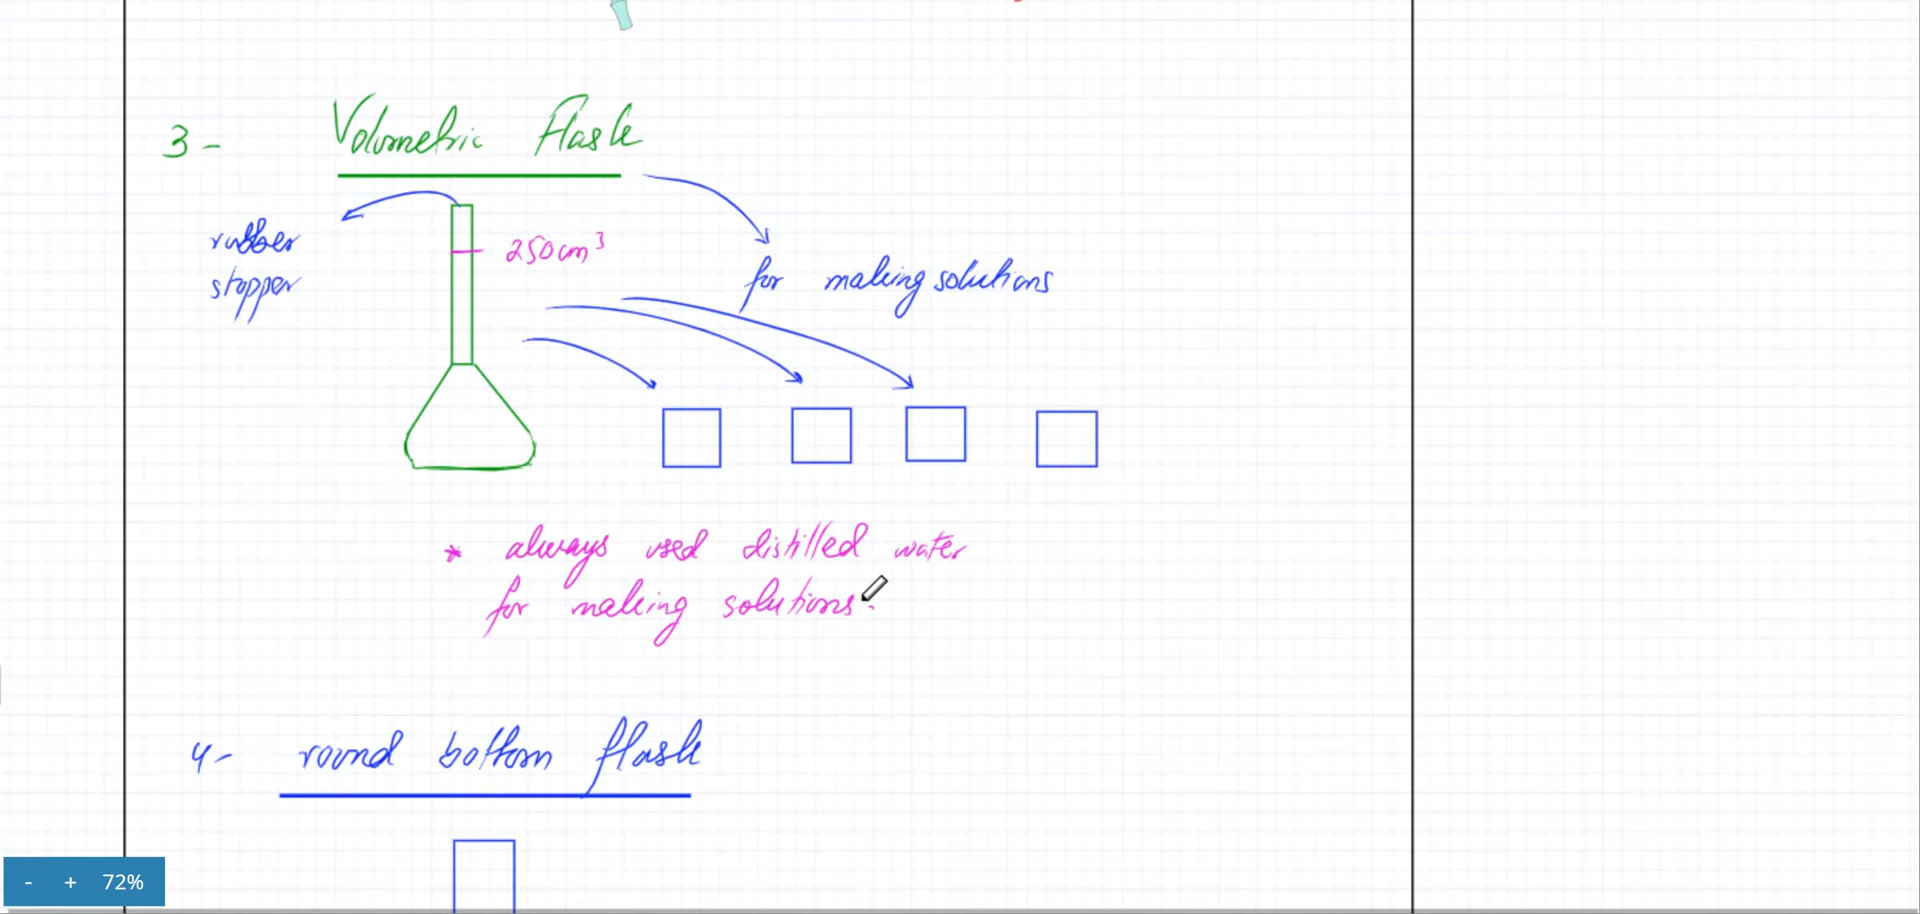 3- Volumetric Flask
rubber
stopper
250cm³
for making solutions
* always used distilled water
for making solutions.
4- round bottom flask
- + 72%